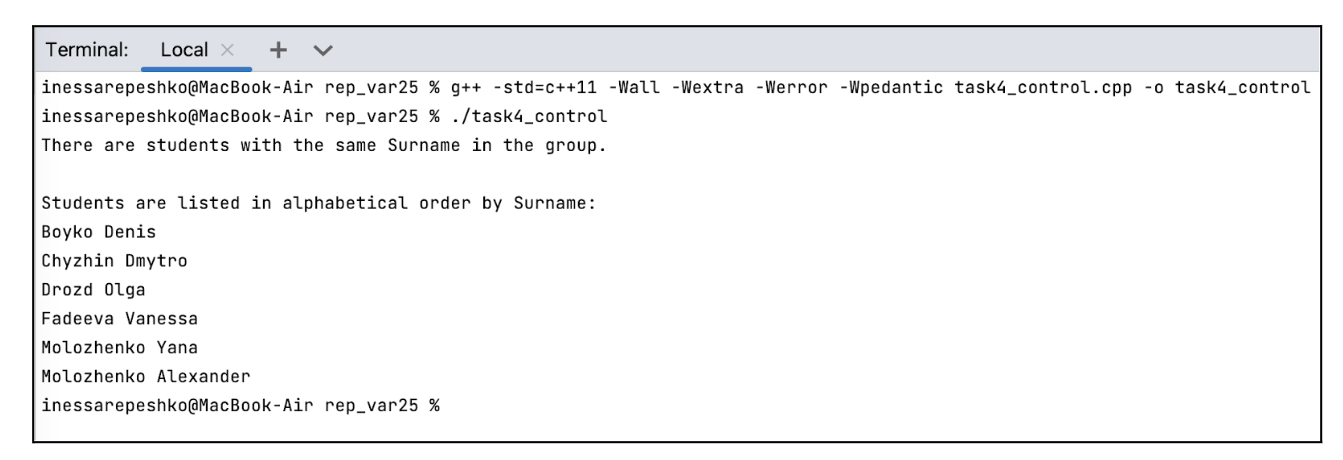 Terminal: Local × + 
inessarepeshko@MacBook-Air rep_var25 % g++ -std=c++11 -Wall -Wextra -Werror -Wpedantic task4_control.cpp -o task4_control
inessarepeshko@MacBook-Air rep_var25 % ./task4_control
There are students with the same Surname in the group.
Students are listed in alphabetical order by Surname:
Boyko Denis
Chyzhin Dmytro
Drozd Olga
Fadeeva Vanessa
Molozhenko Yana
Molozhenko Alexander
inessarepeshko@MacBook-Air rep_var25 %